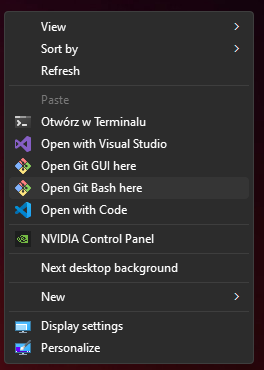 View
Sort by
Refresh
Paste
Otwórz w Terminalu
Open with Visual Studio
Open Git GUI here
Open Git Bash here
Open with Code
NVIDIA Control Panel
Next desktop background
New
Display settings
Personalize